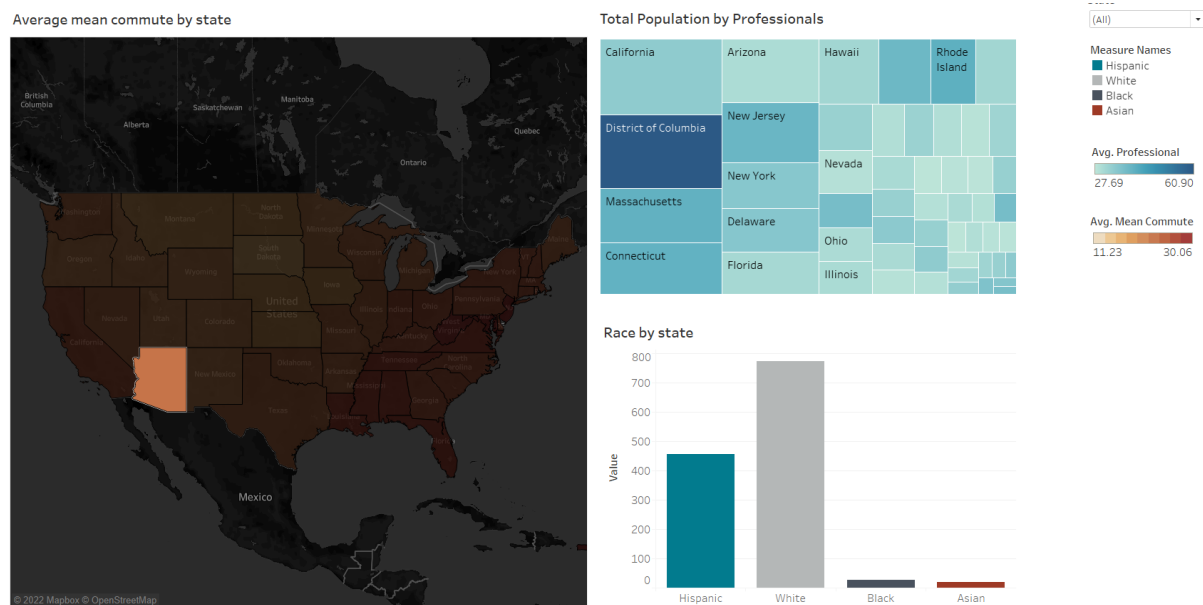 Average mean commute by state
British
Columbia
Alberta
Saskatchewan
Manitoba
Ontario
Quebec
Washington
Montana
North
Dakota
Minnesota
Maine
Oregon
Idaho
South
Dakota
Wisconsin
Michigan
New York
Wyoming
Iowa
Pennsylvania
Nevada
Utah
Colorado
United
States
Illinois
Indiana
Ohio
West
Virginia
California
Missouri
Kentucky
New Mexico
Oklahoma
Arkansas
Tennessee
North
Carolina
Mississippi
Georgia
Texas
Louisiana
Florida
Mexico
© 2022 Mapbox © OpenStreetMap
Total Population by Professionals
California
Arizona
Hawaii
Rhode
Island
District of Columbia
New Jersey
Nevada
New York
Massachusetts
Delaware
Ohio
Connecticut
Florida
Illinois
Race by state
Value
800
700
600
500
400
300
200
100
0
Hispanic
White
Black
Asian
(All)
Measure Names
Hispanic
White
Black
Asian
Avg. Professional
27.69 60.90
Avg. Mean Commute
11.23 30.06